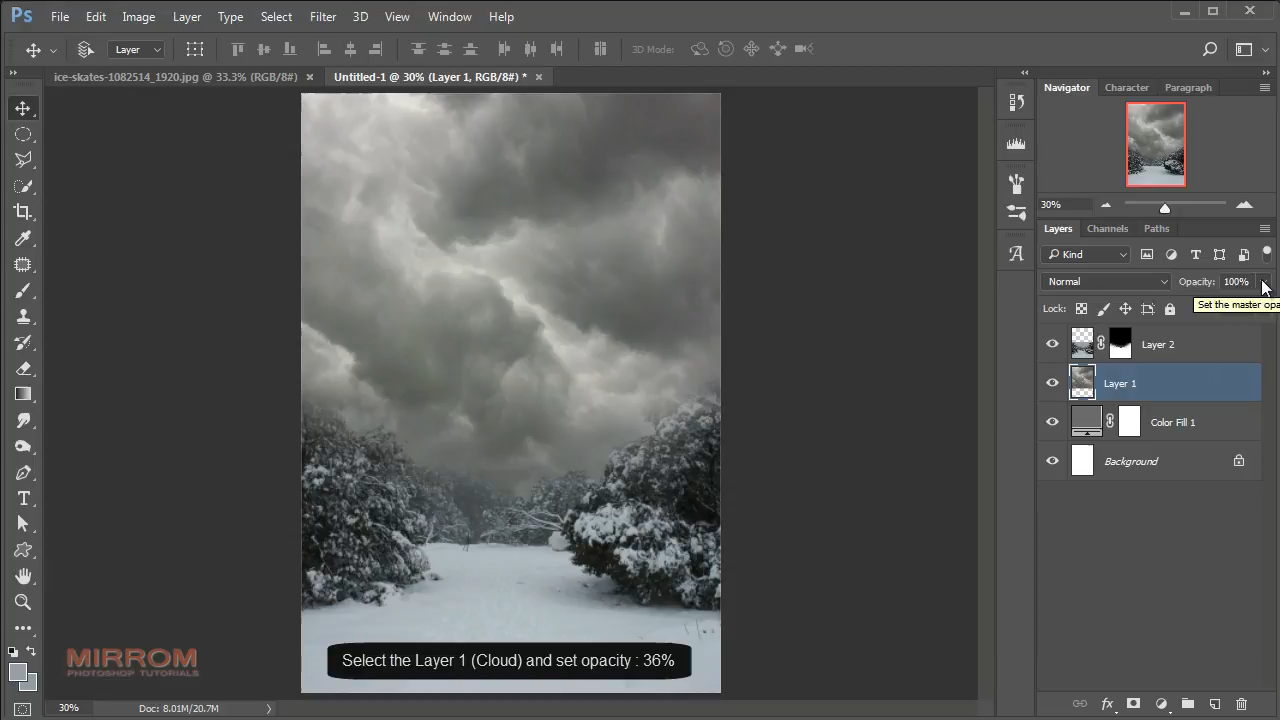 Ps File Edit Image Layer Type Select Filter 3D View Window Help
Layer 3D Mode:
ice-skates-1082514_1920.jpg @ 33.3% (RGB/8#) × Untitled-1 @ 30% (Layer 1, RGB/8#) * ×
Navigator Character Paragraph
30%
Layers Channels Paths
Kind
Normal Opacity: 100%
Set the master opa
Lock:
Layer 2
Layer 1
Color Fill 1
Background
Select the Layer 1 (Cloud) and set opacity : 36%
MIRROM
PHOTOSHOP TUTORIALS
30% Doc: 8.01M/20.7M
fx